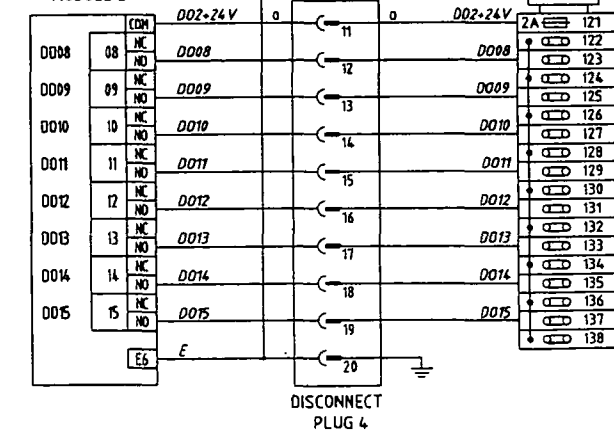 DO2+24V a 11 a DO2+24V 2A 121
COM
122
DO08 08 NC DO08 12 DO08 123
NO
124
DO09 09 NC DO09 13 DO09 125
NO
126
DO10 10 NC DO10 14 DO10 127
NO
128
DO11 11 NC DO11 15 DO11 129
NO
130
DO12 12 NC DO12 16 DO12 131
NO
132
DO13 13 NC DO13 17 DO13 133
NO
134
DO14 14 NC DO14 18 DO14 135
NO
136
DO15 15 NC DO15 19 DO15 137
NO
138
E6 E 20
DISCONNECT
PLUG 4